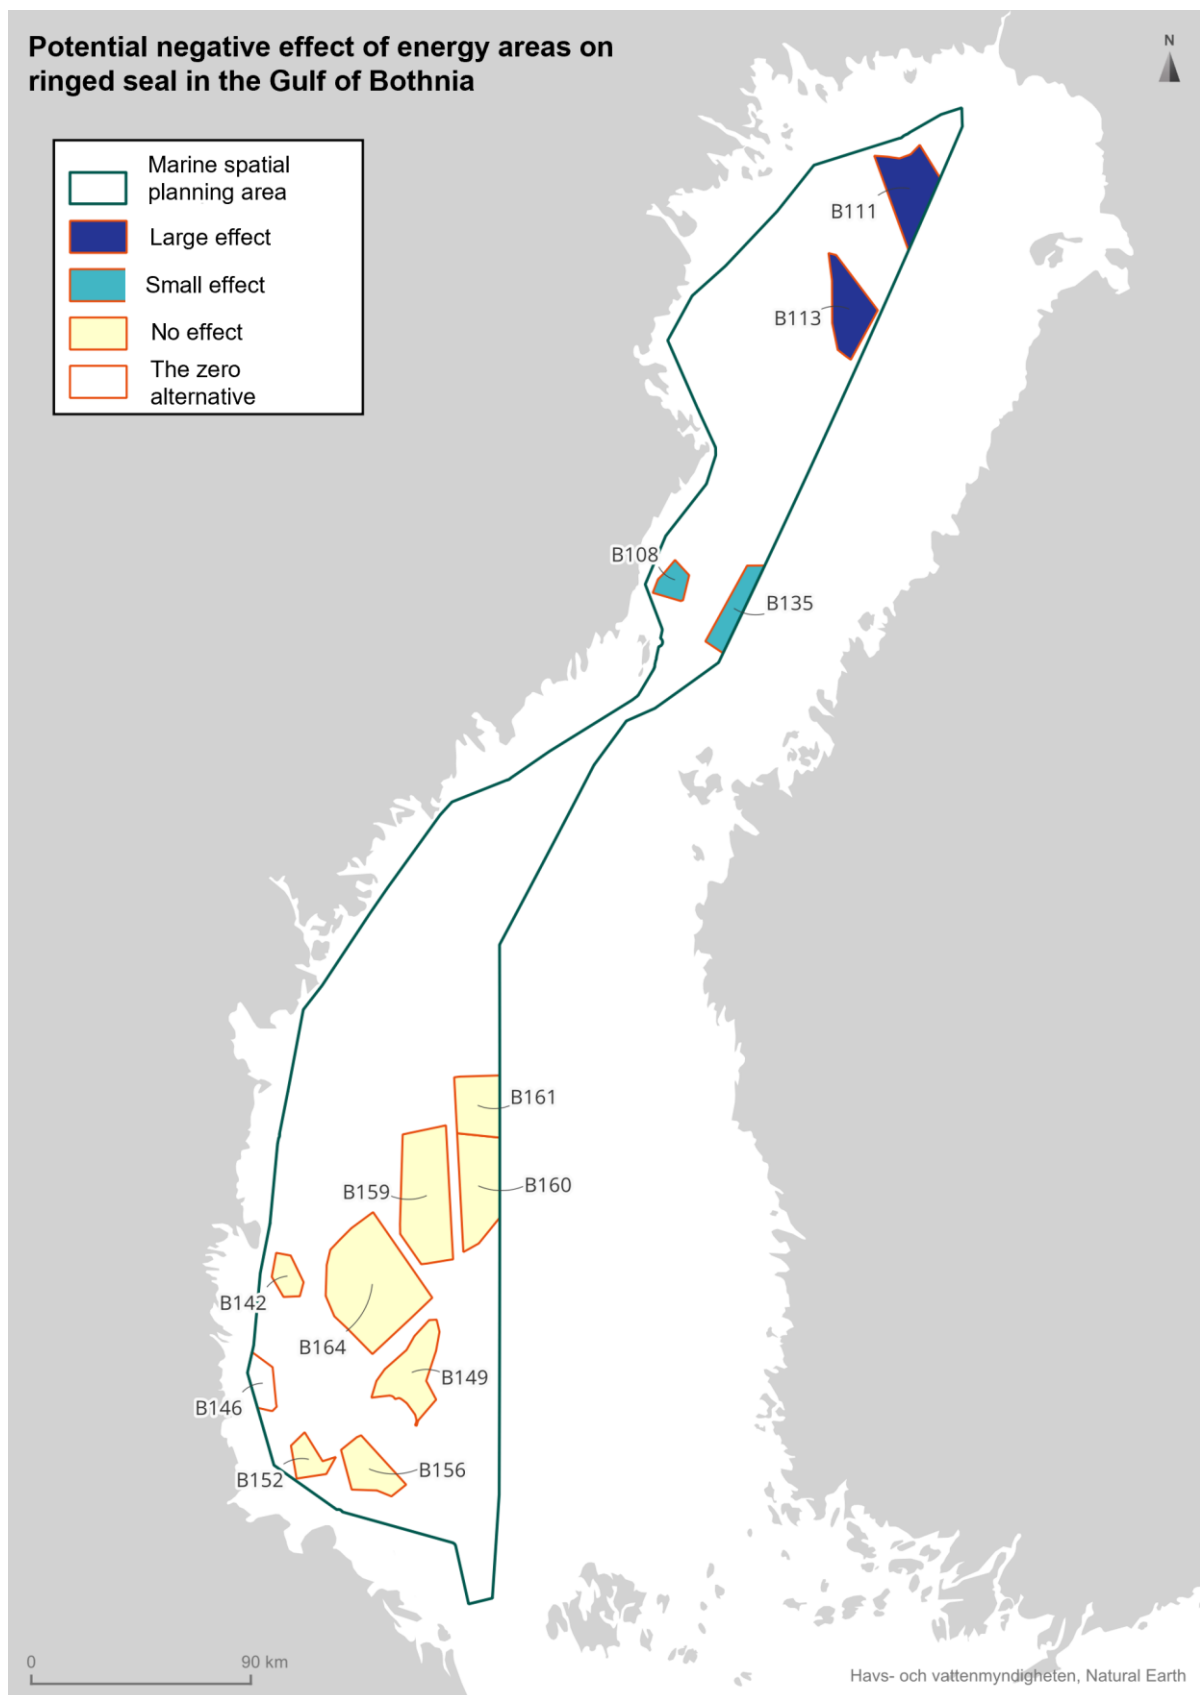 Potential negative effect of energy areas on
ringed seal in the Gulf of Bothnia
N
Marine spatial
planning area
Large effect
Small effect
No effect
The zero
alternative
B111
B113
B108
B135
B161
B159
B160
B142
B164
B149
B146
B152
B156
0
90 km
Havs- och vattenmyndigheten, Natural Earth